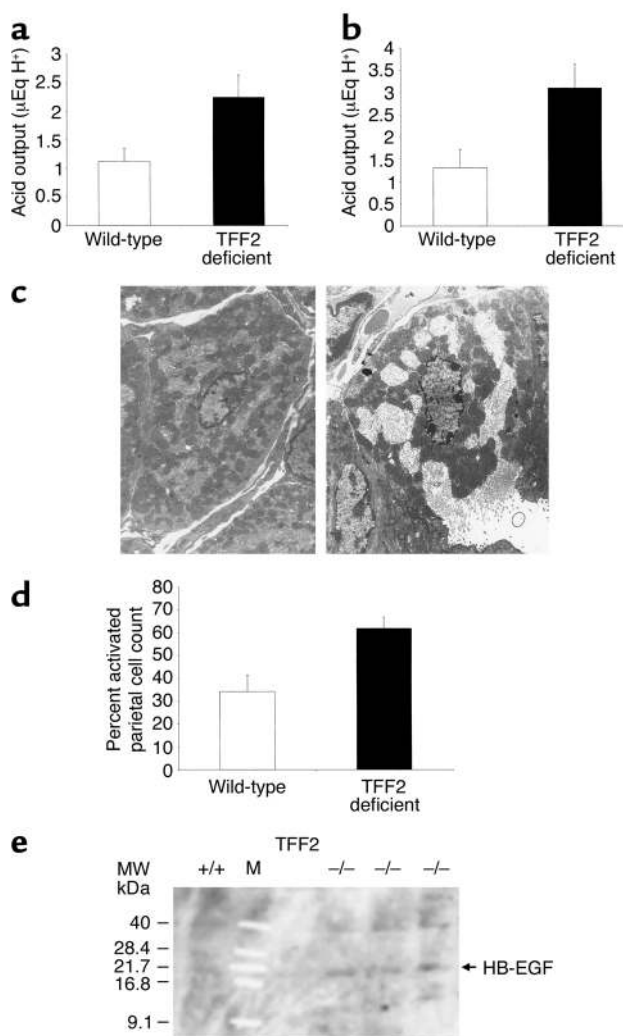 a
Acid output (μEq H⁺)
3
2.5
2
1.5
1
0.5
0
Wild-type
TFF2
deficient
b
Acid output (μEq H⁺)
4
3.5
3
2.5
1.5
1
0.5
0
Wild-type
TFF2
deficient
c
d
Percent activated
parietal cell count
80
70
60
50
40
30
20
10
0
Wild-type
TFF2
deficient
e
TFF2
MW
kDa
+/+ M –/– –/– –/–
40
28.4
21.7
16.8
9.1
HB-EGF